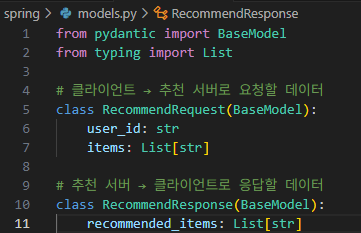 spring > models.py > RecommendResponse
1 from pydantic import BaseModel
2 from typing import List
3
4 # 클라이언트 → 추천 서버로 요청할 데이터
5 class RecommendRequest(BaseModel):
6     user_id: str
7     items: List[str]
8
9 # 추천 서버 → 클라이언트로 응답할 데이터
10 class RecommendResponse(BaseModel):
11     recommended_items: List[str]